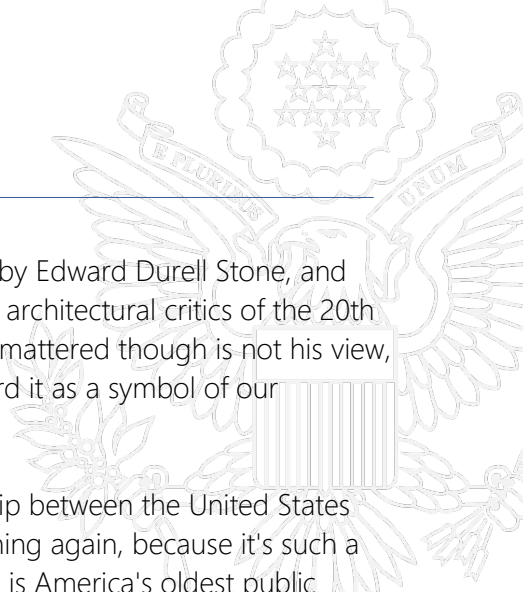 E PLURIBUS UNUM
by Edward Durell Stone, and
architectural critics of the 20th
mattered though is not his view,
rd it as a symbol of our
ip between the United States
ning again, because it's such a
is America's oldest public